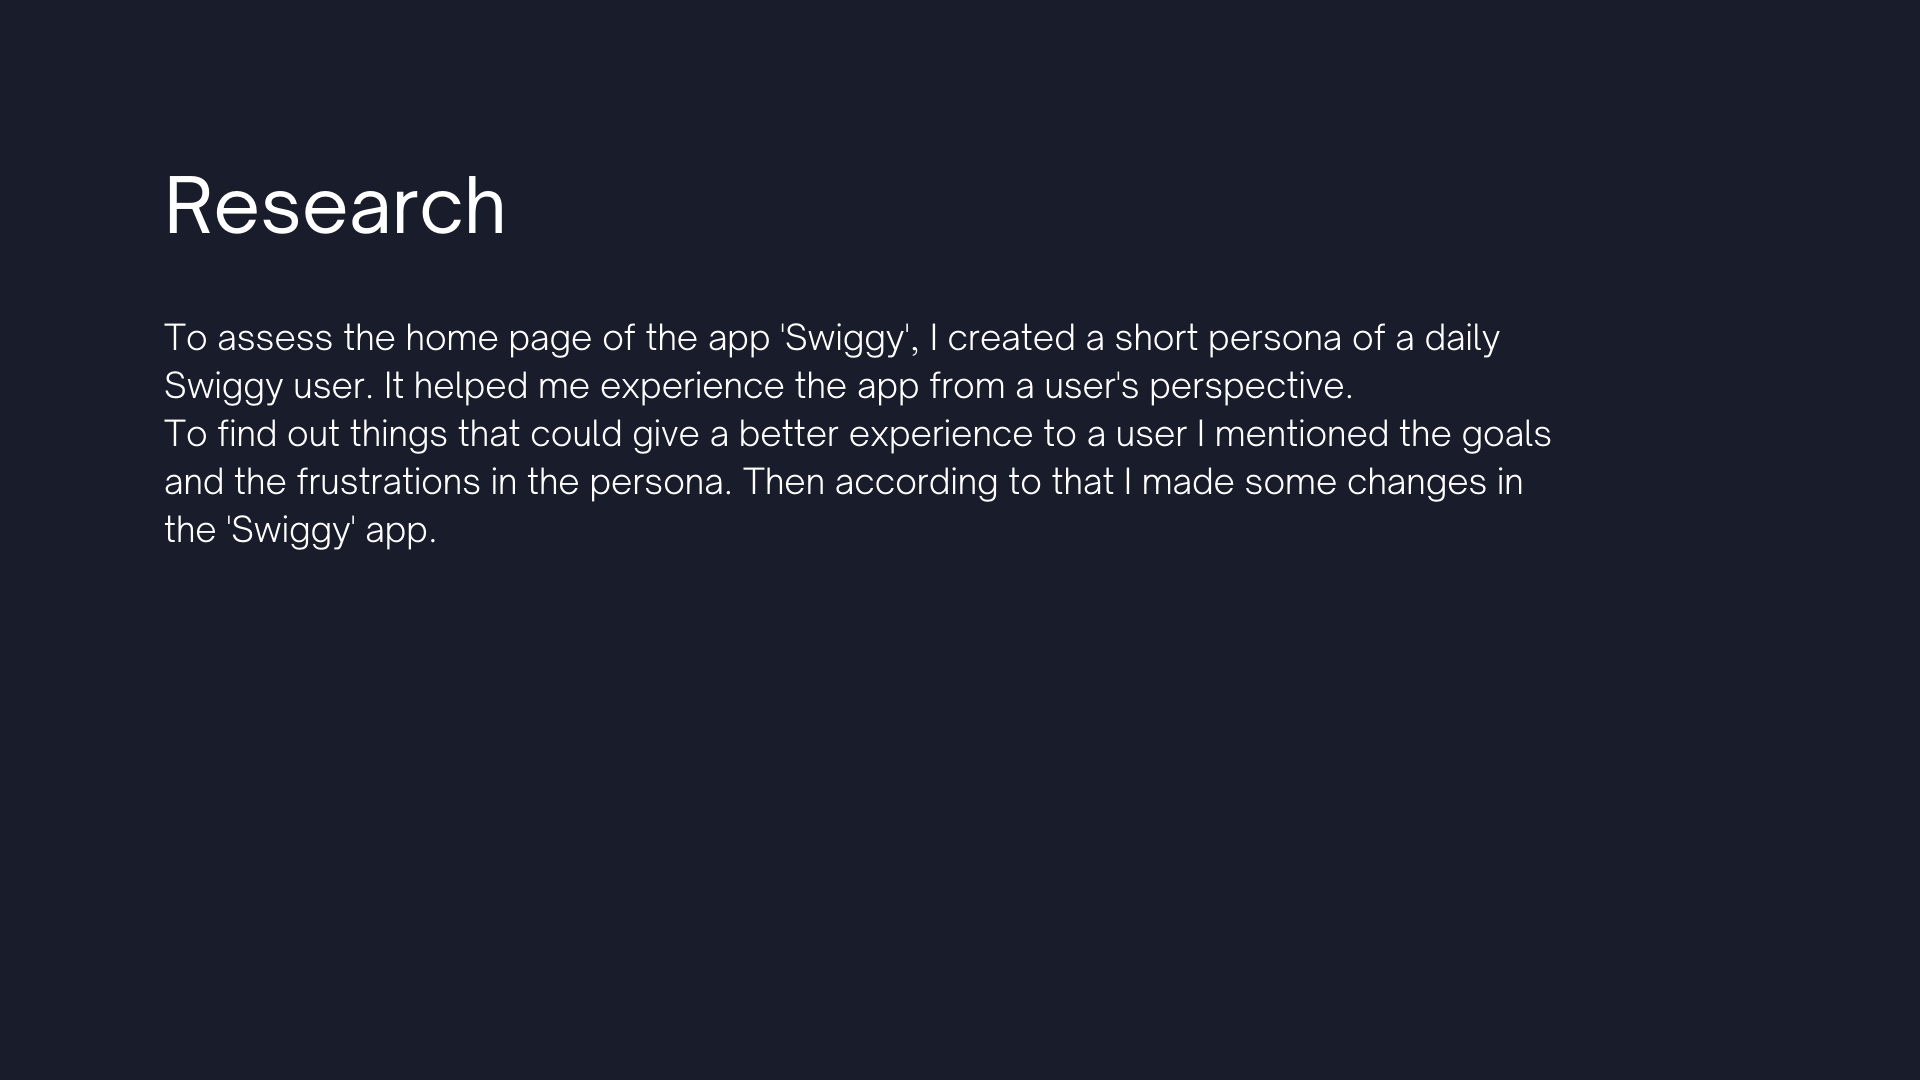 Research
To assess the home page of the app 'Swiggy', I created a short persona of a daily
Swiggy user. It helped me experience the app from a user's perspective.
To find out things that could give a better experience to a user I mentioned the goals
and the frustrations in the persona. Then according to that I made some changes in
the 'Swiggy' app.